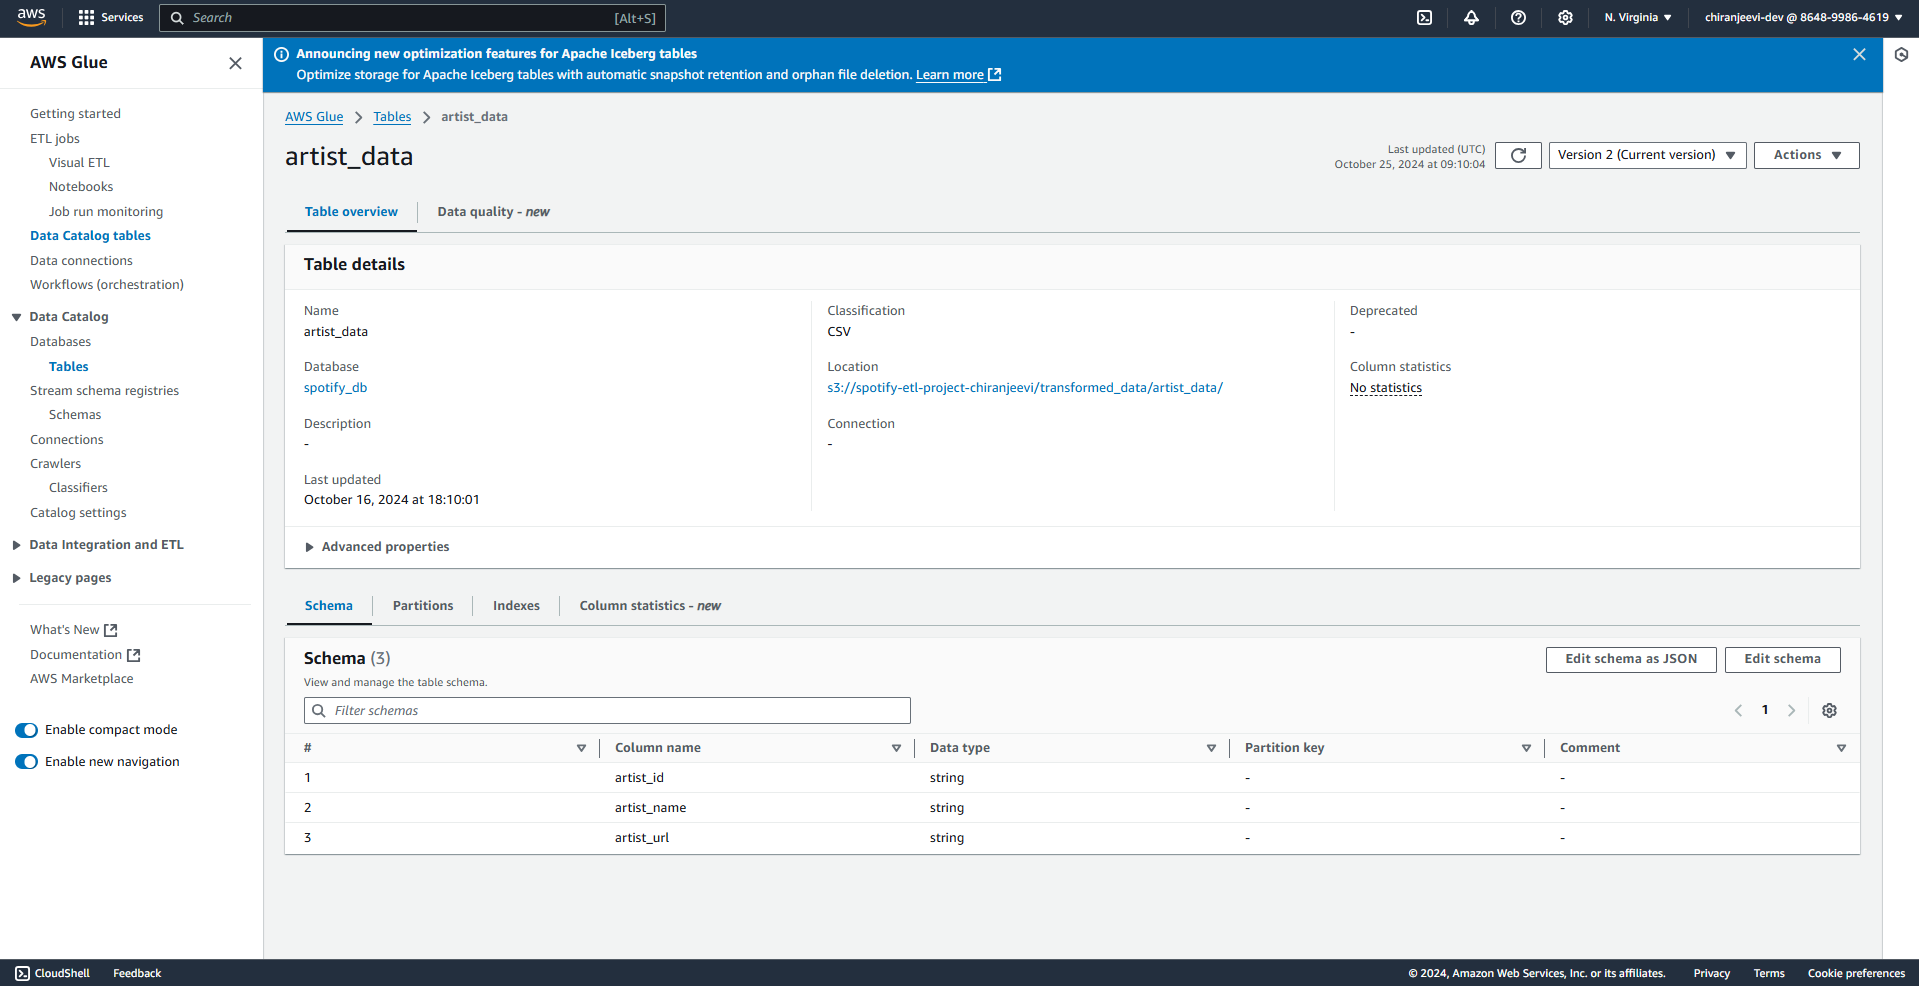 aws Services Search [Alt+S] N. Virginia chiranjeevi-dev @ 8648-9986-4619
AWS Glue
Getting started
ETL jobs
Visual ETL
Notebooks
Job run monitoring
Data Catalog tables
Data connections
Workflows (orchestration)
Data Catalog
Databases
Tables
Stream schema registries
Schemas
Connections
Crawlers
Classifiers
Catalog settings
Data Integration and ETL
Legacy pages
What's New
Documentation
AWS Marketplace
Enable compact mode
Enable new navigation
Announcing new optimization features for Apache Iceberg tables
Optimize storage for Apache Iceberg tables with automatic snapshot retention and orphan file deletion. Learn more
AWS Glue Tables artist_data
artist_data
Last updated (UTC)
October 25, 2024 at 09:10:04
Version 2 (Current version)
Actions
Table overview Data quality - new
Table details
Name
artist_data
Database
spotify_db
Description
-
Last updated
October 16, 2024 at 18:10:01
Classification
CSV
Location
s3://spotify-etl-project-chiranjeevi/transformed_data/artist_data/
Connection
-
Deprecated
-
Column statistics
No statistics
Advanced properties
Schema Partitions Indexes Column statistics - new
Schema (3)
View and manage the table schema.
Edit schema as JSON Edit schema
Filter schemas
1
# Column name Data type Partition key Comment
1 artist_id string - -
2 artist_name string - -
3 artist_url string - -
CloudShell Feedback © 2024, Amazon Web Services, Inc. or its affiliates. Privacy Terms Cookie preferences